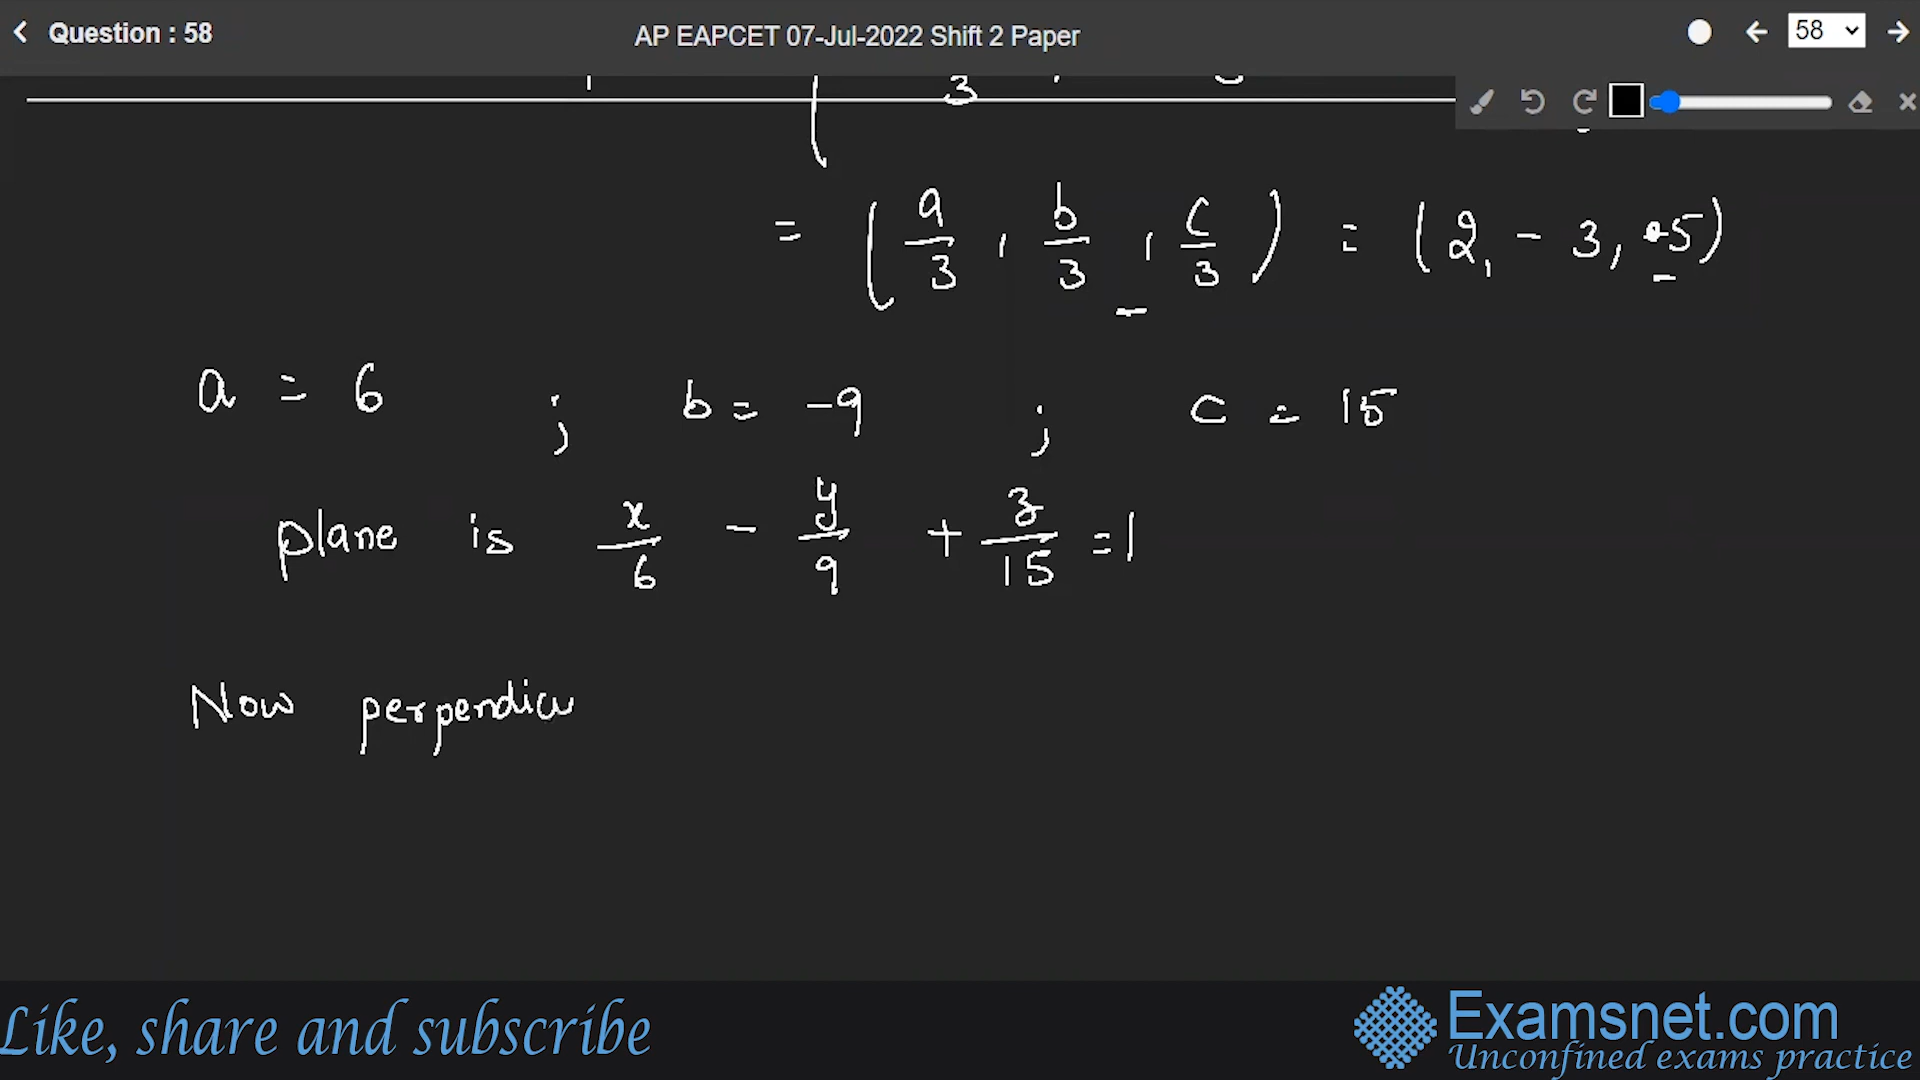 Question : 58
AP EAPCET 07-Jul-2022 Shift 2 Paper
58
3
= ( a/3 , b/3 , c/3 ) = (2, -3, 5)
a = 6 ; b = -9 ; c = 15
plane is x/6 - y/9 + z/15 = 1
Now perpendicu
Like, share and subscribe
Examsnet.com
Unconfined exams practice